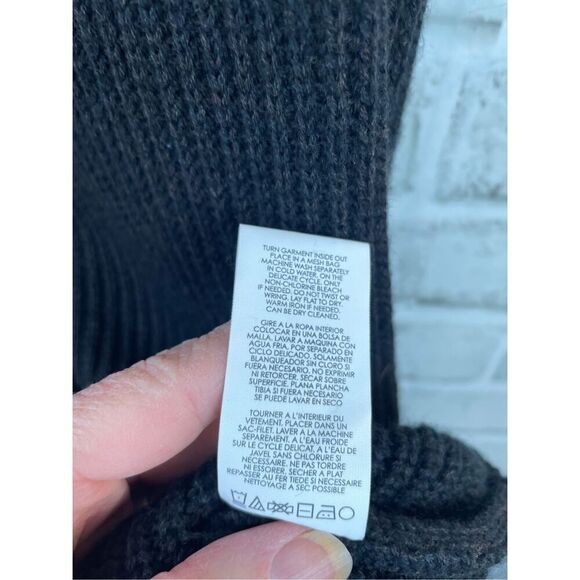 TURN GARMENT INSIDE OUT
PLACE IN A MESH BAG
MACHINE WASH SEPARATELY
IN COLD WATER, ON THE
DELICATE CYCLE. ONLY
NON-CHLORINE BLEACH
IF NEEDED. DO NOT TWIST OR
WRING. LAY FLAT TO DRY.
WARM IRON IF NEEDED.
CAN BE DRY CLEANED.
GIRE A LA ROPA INTERIOR
COLOCAR EN UNA BOLSA DE
MALLA. LAVAR A MAQUINA CON
AGUA FRIA, POR SEPARADO EN
CICLO DELICADO. SOLAMENTE
BLANQUEADOR SIN CLORO SI
FUERA NECESARIO. NO EXPRIMIR
NI RETORCER. SECAR SOBRE
SUPERFICIE. PLANA PLANCHA
TIBIA SI FUERA NECESARIO
SE PUEDE LAVAR EN SECO
TOURNER A L'INTERIEUR DU
VETEMENT. PLACER DANS UN
SAC-FILET. LAVER A LA MACHINE
SEPAREMENT. A L'EAU FROIDE
SUR LE CYCLE DELICAT. L'EAU DE
JAVEL SANS CHLORURE SI
NECESSAIRE. NE PAS TORDRE
NI ESSORER. SECHER A PLAT
REPASSER AU FER TIEDE SI NECESSAIRE
NETTOYAGE A SEC POSSIBLE